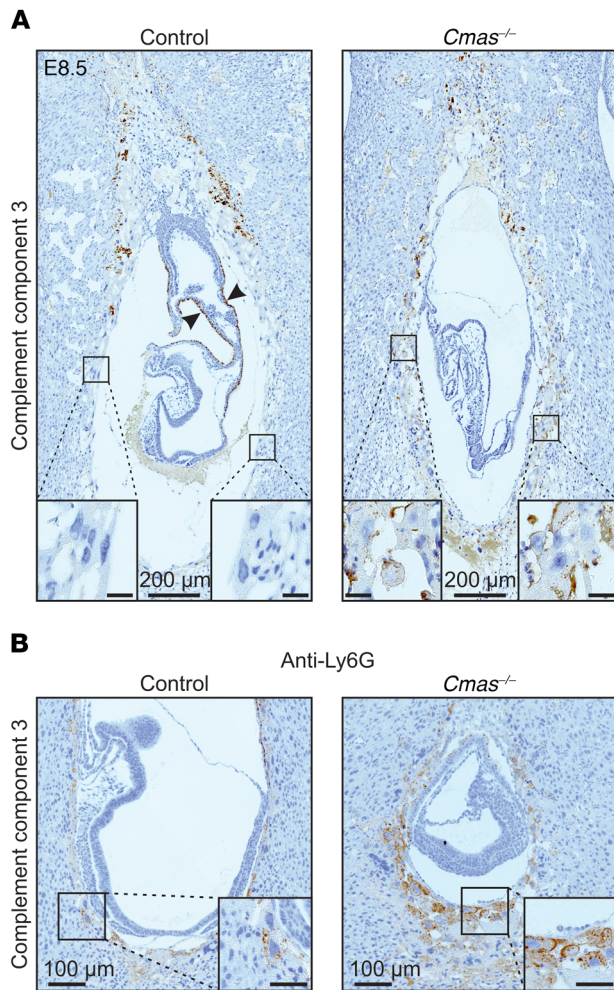 A
Control
Cmas–/–
E8.5
Complement component 3
200 µm
200 µm
B
Anti-Ly6G
Control
Cmas–/–
Complement component 3
100 µm
100 µm